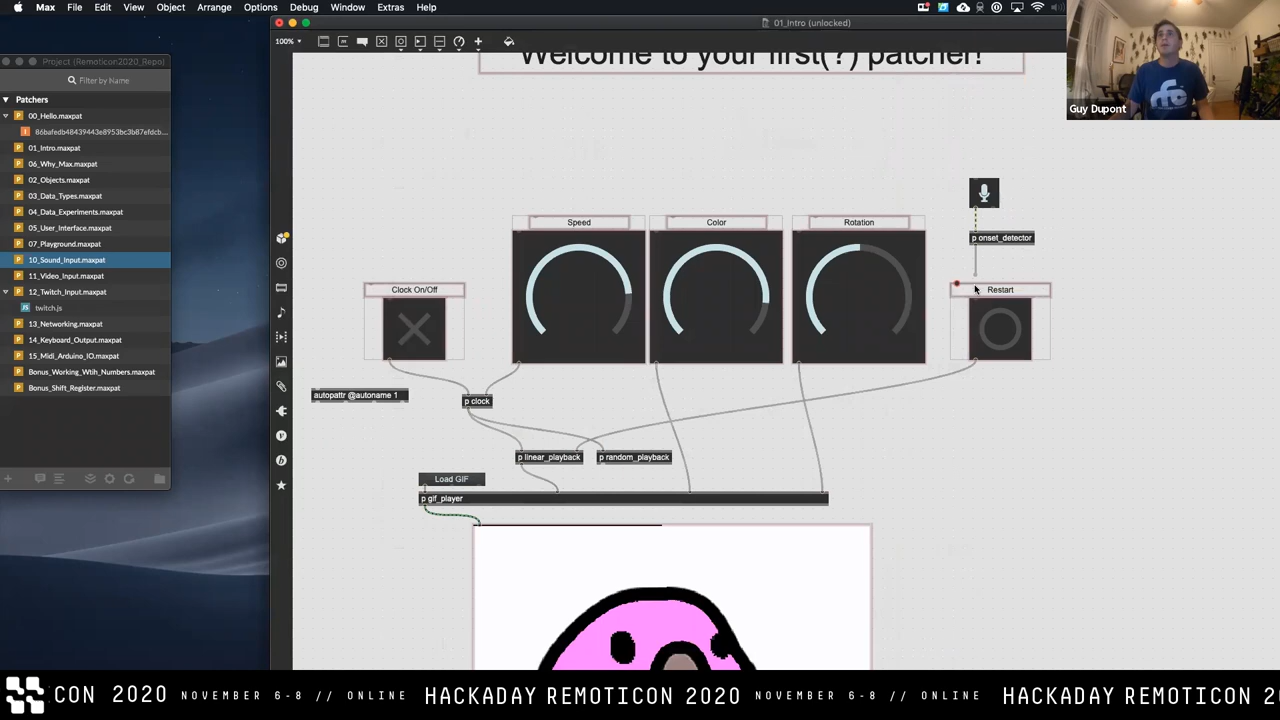 Max File Edit View Object Arrange Options Debug Window Extras Help
01_Intro (unlocked)
100%
Welcome to your first(?) patcher!
Guy Dupont
Project (Remoticon2020_Repo)
Filter by Name
Patchers
00_Hello.maxpat
86bafedb48439443e8953bc3b87efdcb...
01_Intro.maxpat
06_Why_Max.maxpat
02_Objects.maxpat
03_Data_Types.maxpat
04_Data_Experiments.maxpat
05_User_Interface.maxpat
07_Playground.maxpat
10_Sound_Input.maxpat
11_Video_Input.maxpat
12_Twitch_Input.maxpat
twitch.js
13_Networking.maxpat
14_Keyboard_Output.maxpat
15_Midi_Arduino_IO.maxpat
Bonus_Working_Wtih_Numbers.maxpat
Bonus_Shift_Register.maxpat
Speed
Color
Rotation
p onset_detector
Clock On/Off
Restart
autopattr @autoname 1
p clock
p linear_playback
p random_playback
Load GIF
p gif_player
CON 2020 NOVEMBER 6-8 // ONLINE HACKADAY REMOTICON 2020 NOVEMBER 6-8 // ONLINE HACKADAY REMOTICON 2